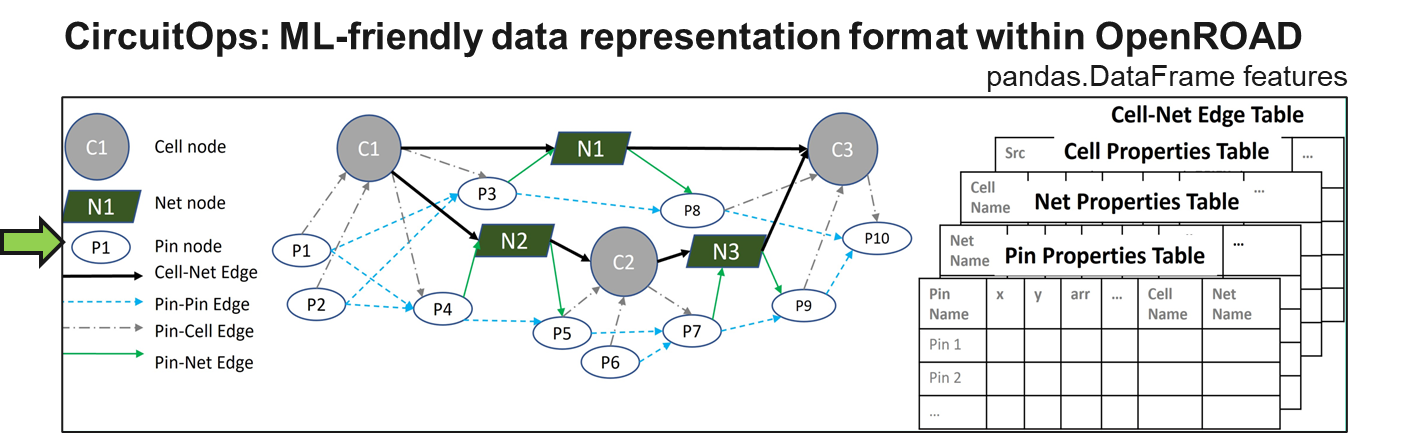 CircuitOps: ML-friendly data representation format within OpenROAD
pandas.DataFrame features
C1 Cell node
N1 Net node
P1 Pin node
Cell-Net Edge
Pin-Pin Edge
Pin-Cell Edge
Pin-Net Edge
C1
N1
C3
P3
P8
P1
N2
C2
N3
P10
P2
P4
P5
P7
P9
P6
Cell-Net Edge Table
Src
Cell Properties Table
...
Cell
Name
Net Properties Table
...
Net
Name
Pin Properties Table
...
Pin Name x y arr ... Cell Name Net Name
Pin 1
Pin 2
...